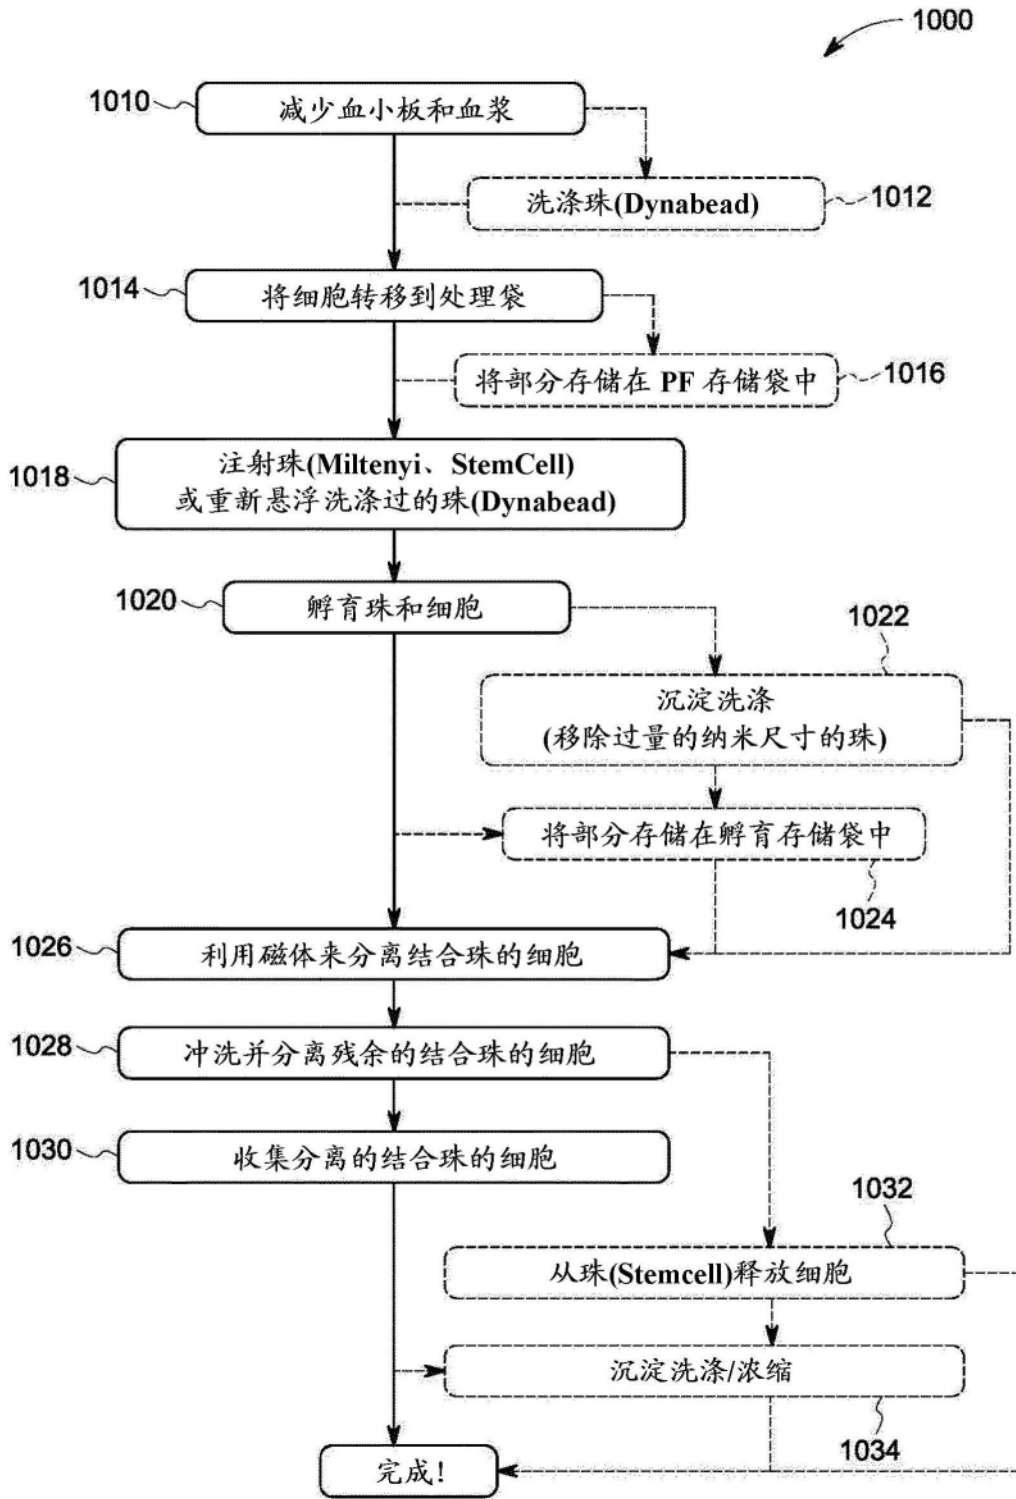 1000
1010
减少血小板和血浆
洗涤珠(Dynabead)
1012
1014
将细胞转移到处理袋
将部分存储在 PF 存储袋中
1016
1018
注射珠(Miltenyi、StemCell)
或重新悬浮洗涤过的珠(Dynabead)
1020
孵育珠和细胞
1022
沉淀洗涤
(移除过量的纳米尺寸的珠)
将部分存储在孵育存储袋中
1024
1026
利用磁体来分离结合珠的细胞
1028
冲洗并分离残余的结合珠的细胞
1030
收集分离的结合珠的细胞
1032
从珠(Stemcell)释放细胞
沉淀洗涤/浓缩
1034
完成!